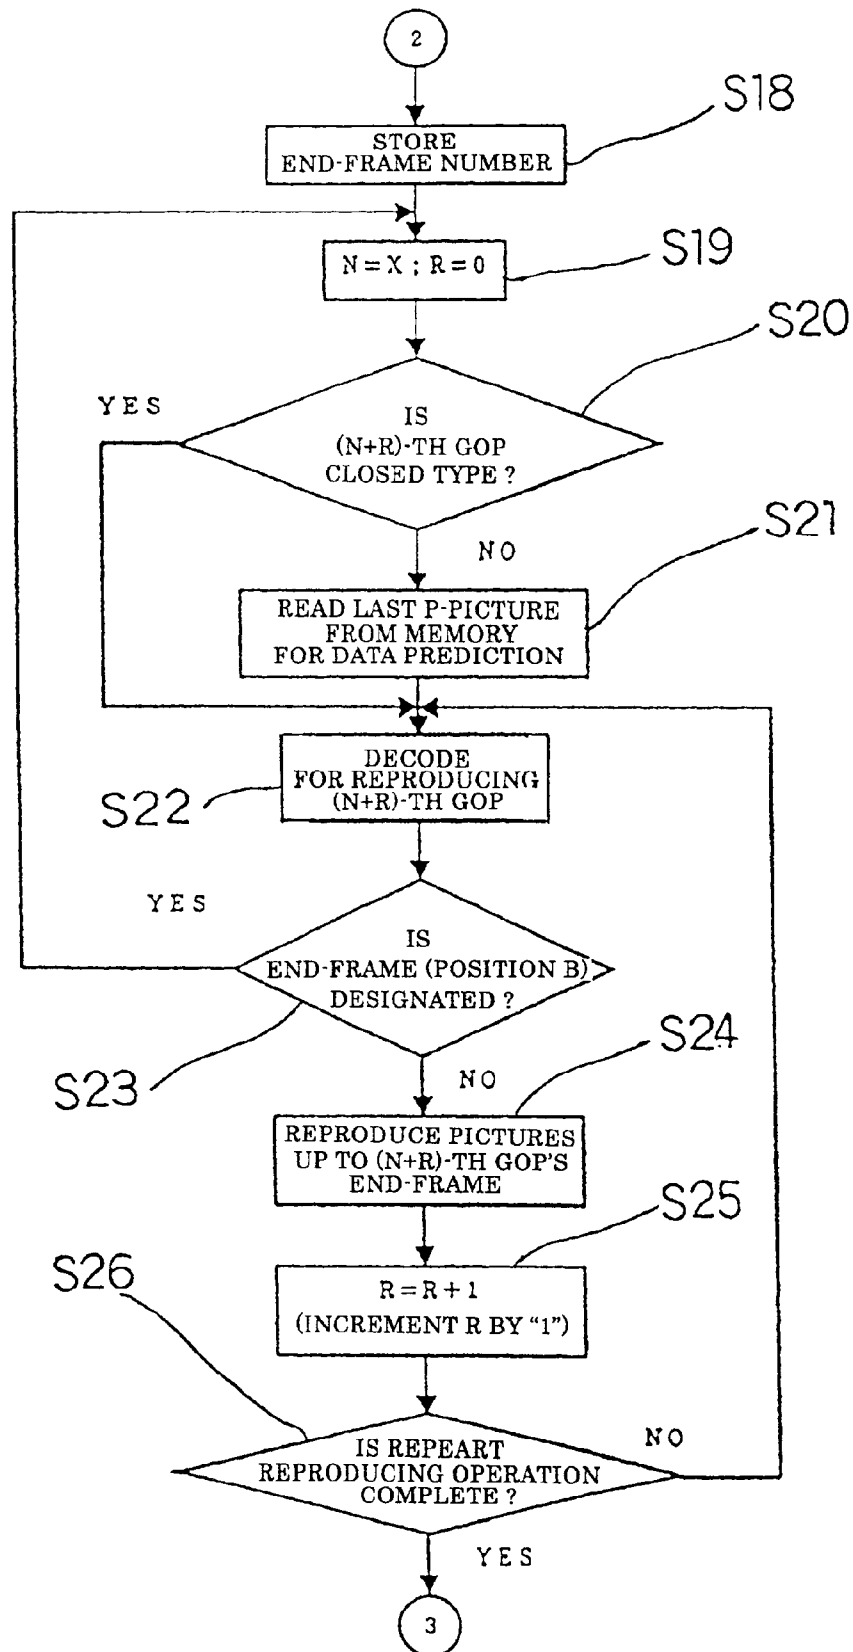 2
S18
STORE
END-FRAME NUMBER
N=X ; R=0
S19
S20
YES
IS
(N+R)-TH GOP
CLOSED TYPE ?
S21
NO
READ LAST P-PICTURE
FROM MEMORY
FOR DATA PREDICTION
DECODE
FOR REPRODUCING
(N+R)-TH GOP
S22
YES
IS
END-FRAME (POSITION B)
DESIGNATED ?
S23
S24
NO
REPRODUCE PICTURES
UP TO (N+R)-TH GOP'S
END-FRAME
S25
R=R+1
(INCREMENT R BY “1”)
S26
NO
IS REPEART
REPRODUCING OPERATION
COMPLETE ?
YES
3